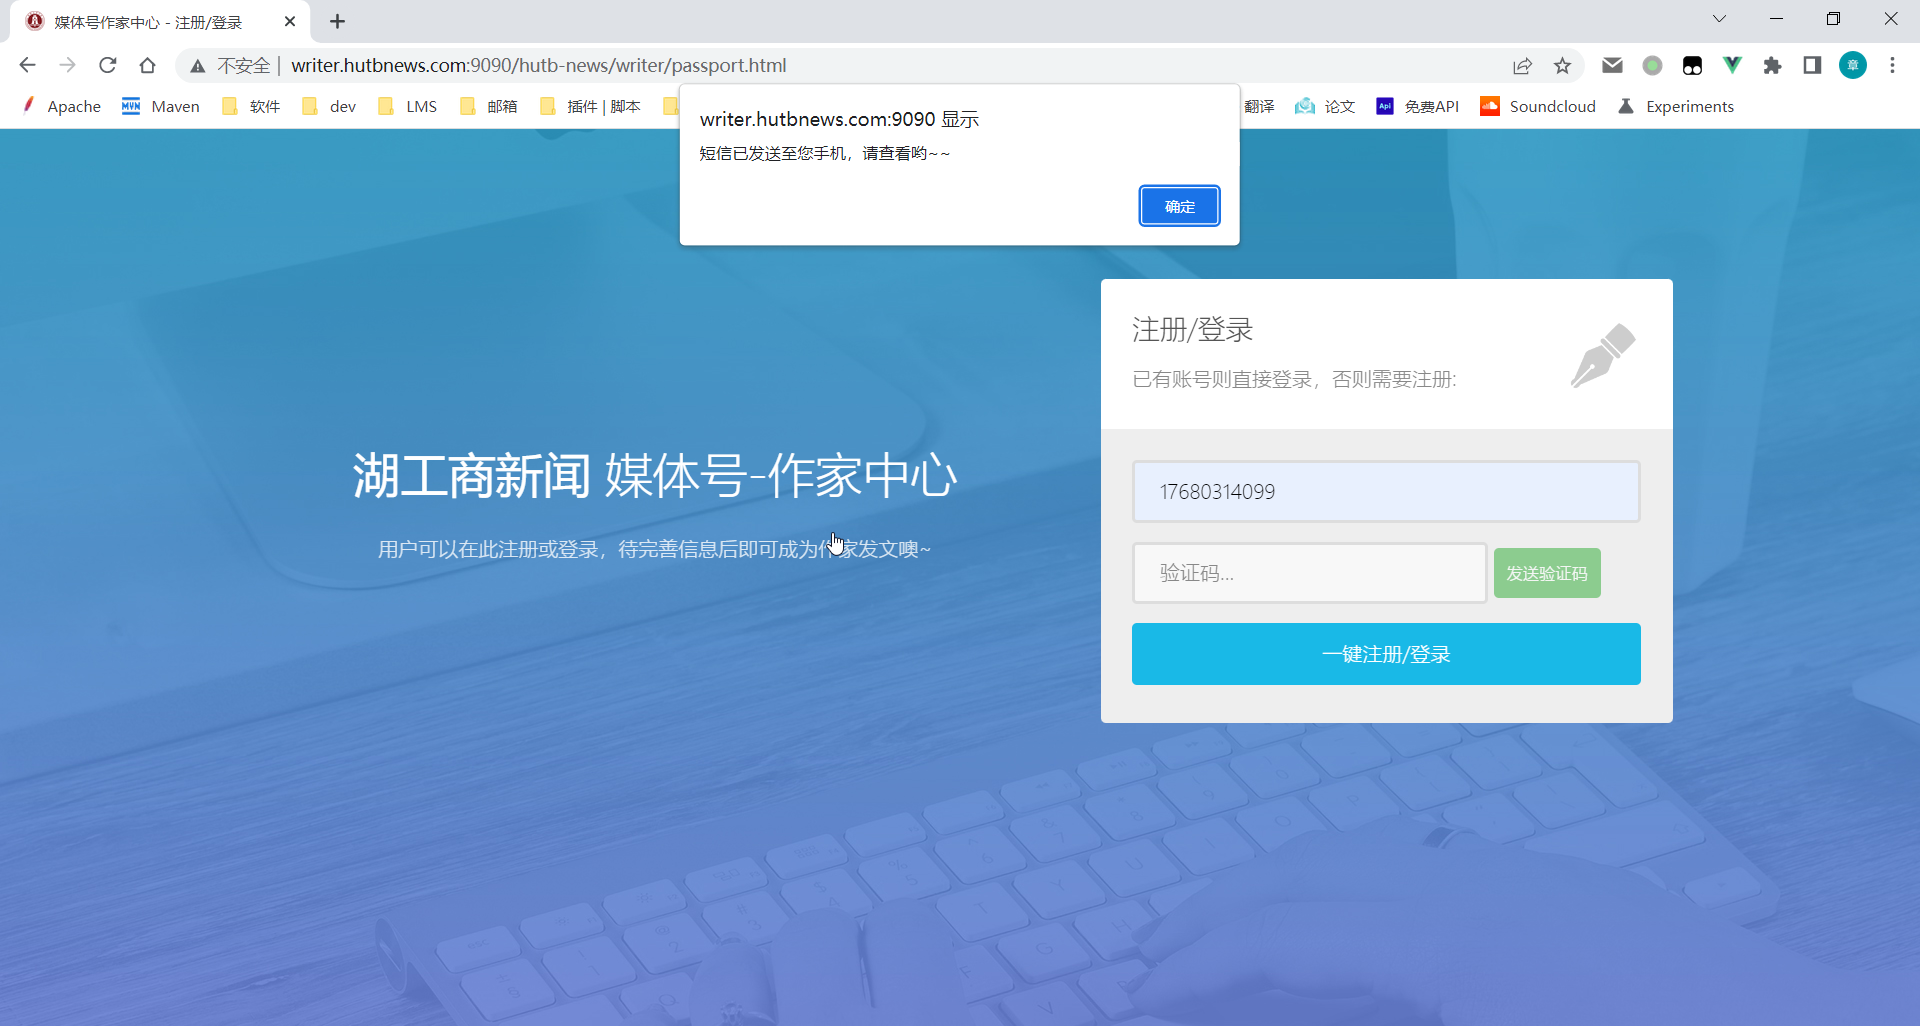 媒体号作家中心 - 注册/登录
不安全 | writer.hutbnews.com:9090/hutb-news/writer/passport.html
章
Apache Maven 软件 dev LMS 邮箱 插件 | 脚本 翻译 Api 论文 免费API Soundcloud Experiments
writer.hutbnews.com:9090 显示
短信已发送至您手机，请查看哟~~
确定
注册/登录
已有账号则直接登录，否则需要注册:
湖工商新闻 媒体号-作家中心
用户可以在此注册或登录，待完善信息后即可成为作家发文噢~
17680314099
验证码...
发送验证码
一键注册/登录